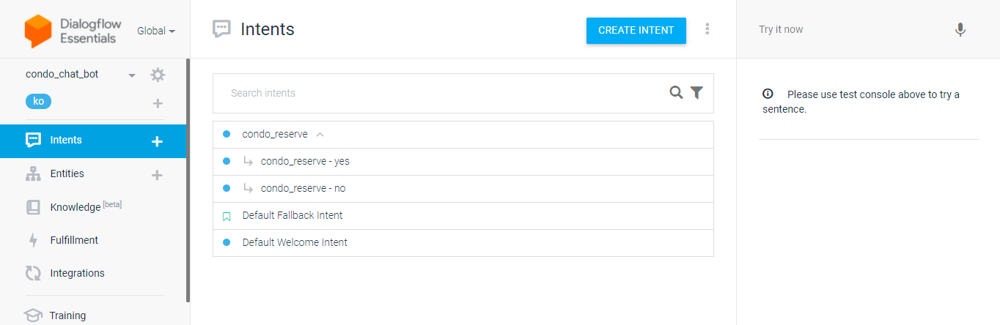 Dialogflow
Essentials
Global
Intents
CREATE INTENT
Try it now
condo_chat_bot
ko
Intents
Entities
Knowledge [beta]
Fulfillment
Integrations
Training
Search intents
condo_reserve
condo_reserve - yes
condo_reserve - no
Default Fallback Intent
Default Welcome Intent
Please use test console above to try a
sentence.